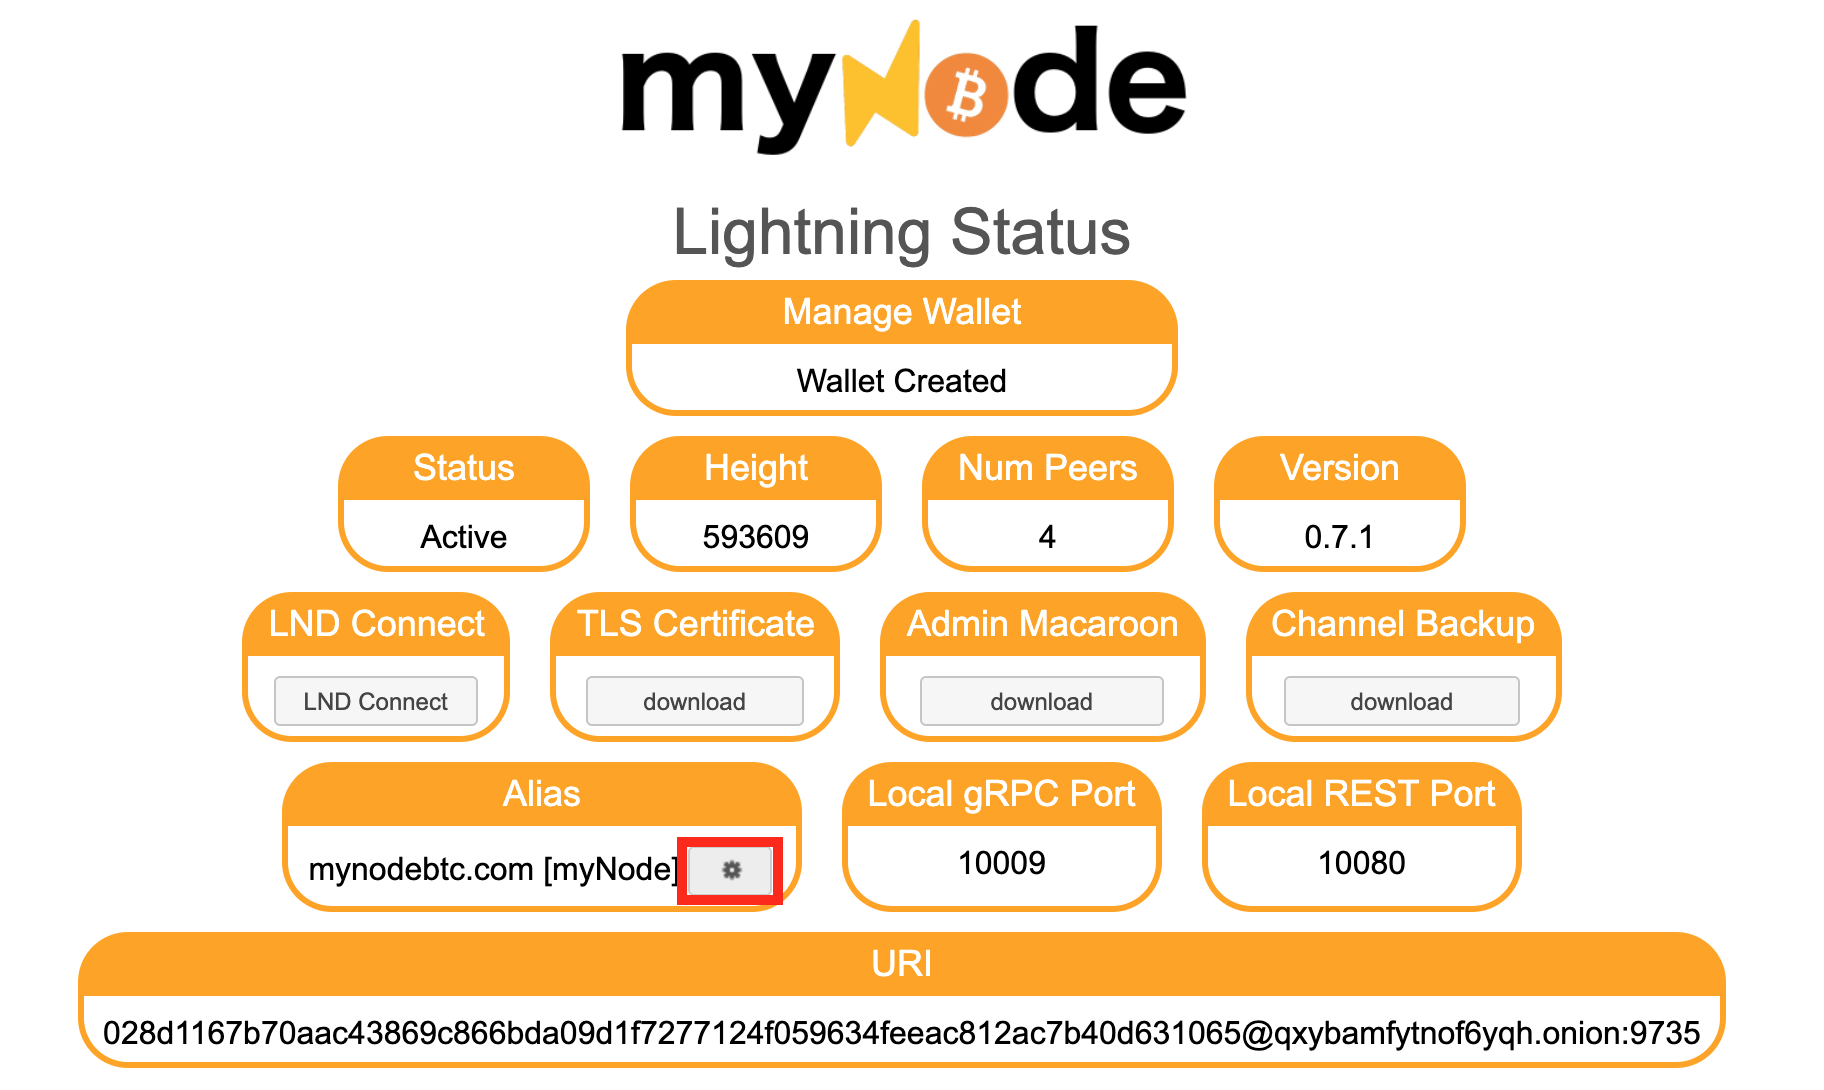 myNode
Lightning Status
Manage Wallet
Wallet Created
Status Height Num Peers Version
Active 593609 4 0.7.1
LND Connect TLS Certificate Admin Macaroon Channel Backup
LND Connect download download download
Alias Local gRPC Port Local REST Port
mynodebtc.com [myNode] 10009 10080
URI
028d1167b70aac43869c866bda09d1f7277124f059634feeac812ac7b40d631065@qxybamfytnof6yqh.onion:9735